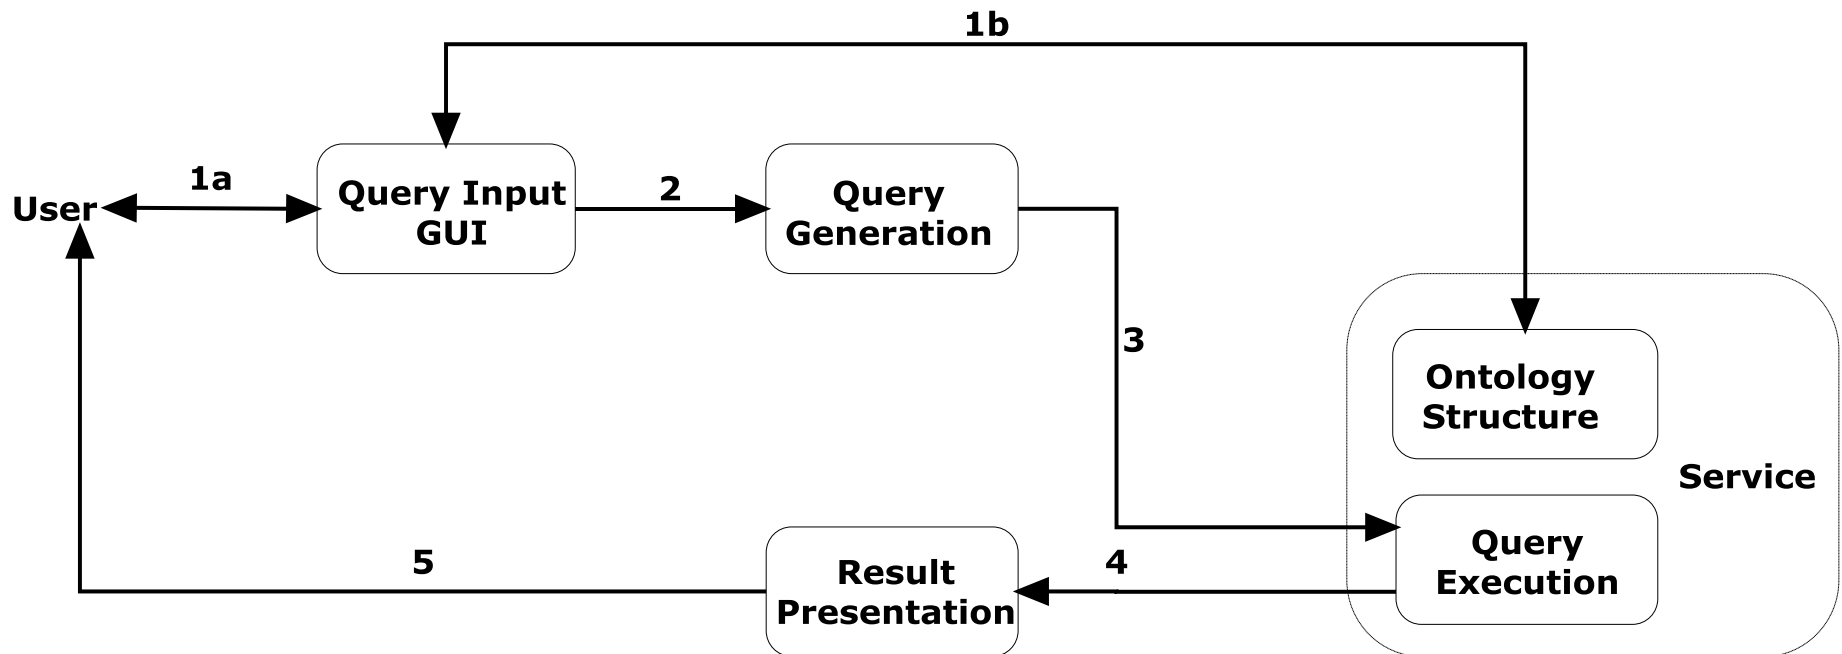 1b
1a
User
Query Input
GUI
2
Query
Generation
3
Ontology
Structure
Service
Query
Execution
4
Result
Presentation
5